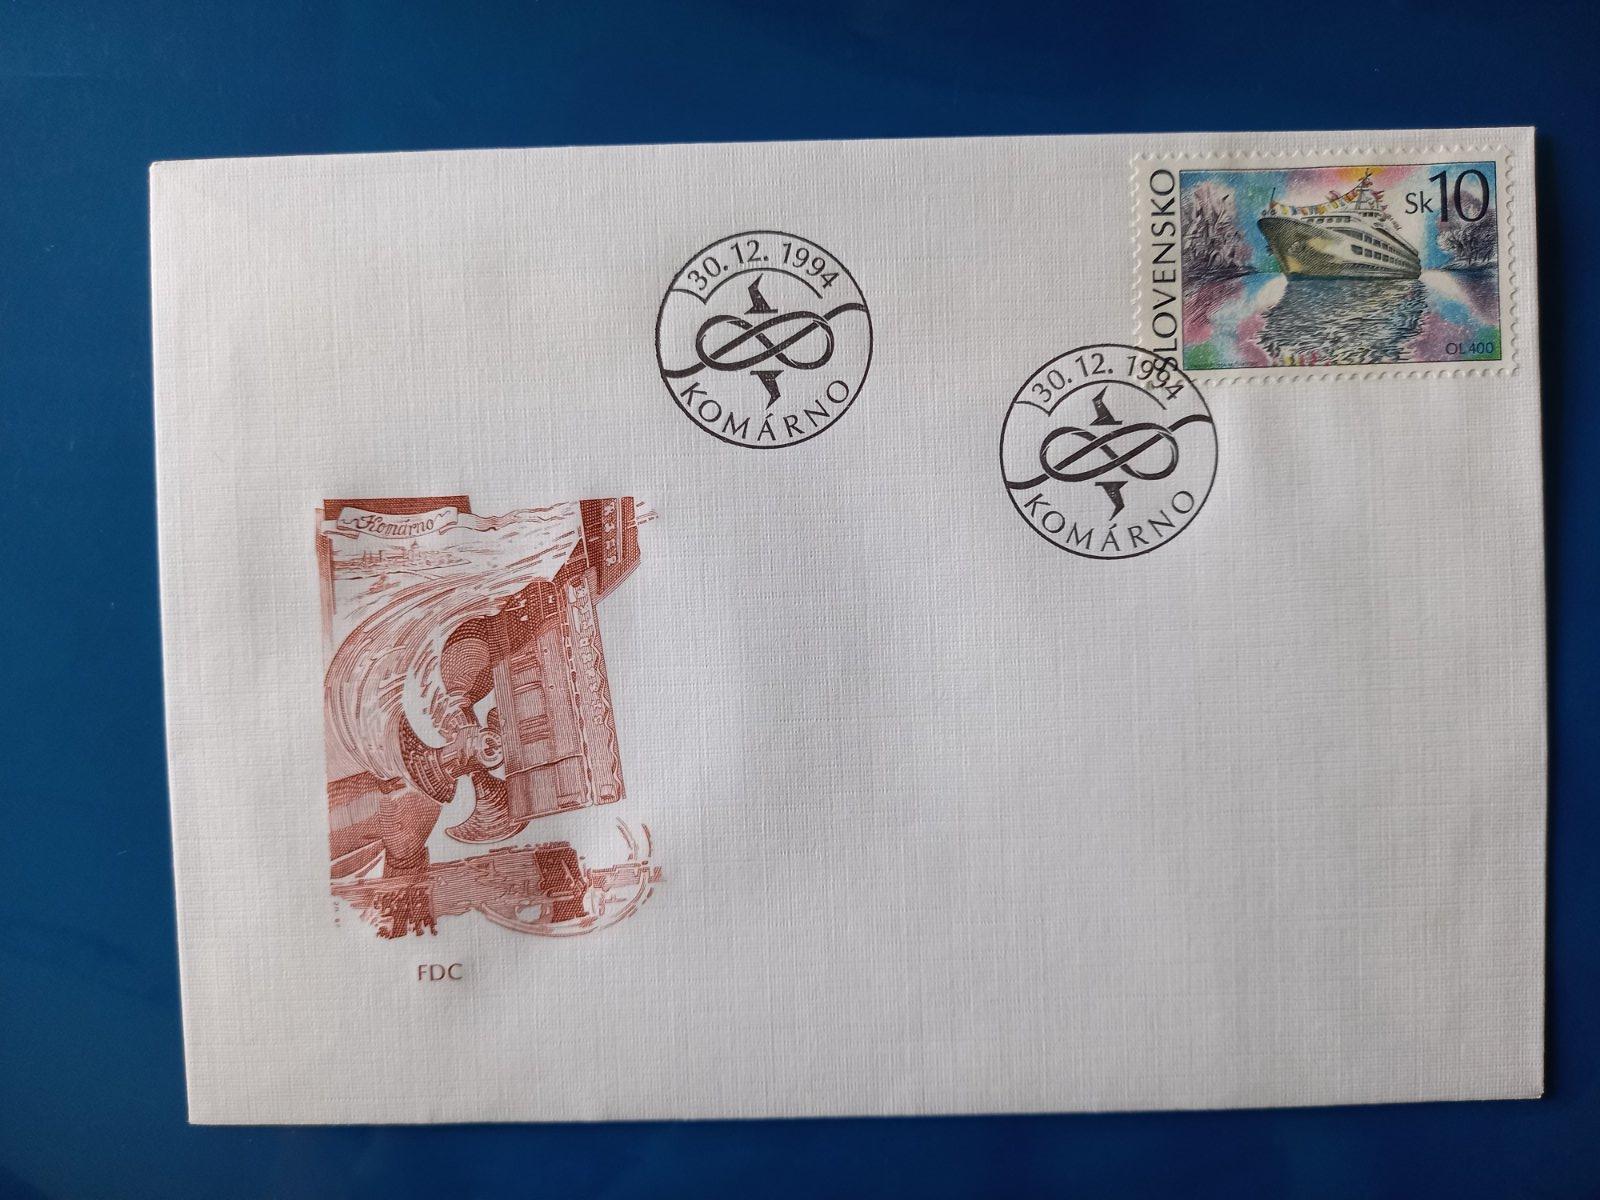 SLOVENSKO
Sk 10
OL 400
30. 12. 1994
KOMÁRNO
30. 12. 1994
KOMÁRNO
Komárno
FDC